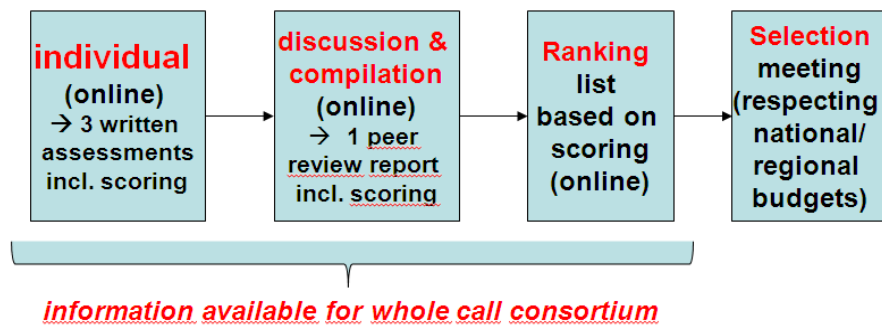 individual
(online)
→ 3 written
assessments
incl. scoring
discussion &
compilation
(online)
→ 1 peer
review report
incl. scoring
Ranking
list
based on
scoring
(online)
Selection
meeting
(respecting
national/
regional
budgets)
information available for whole call consortium